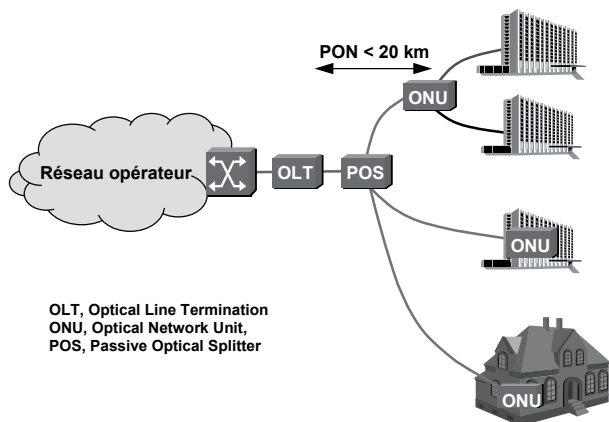 PON < 20 km
ONU
Réseau opérateur
OLT
POS
ONU
OLT, Optical Line Termination
ONU, Optical Network Unit,
POS, Passive Optical Splitter
ONU